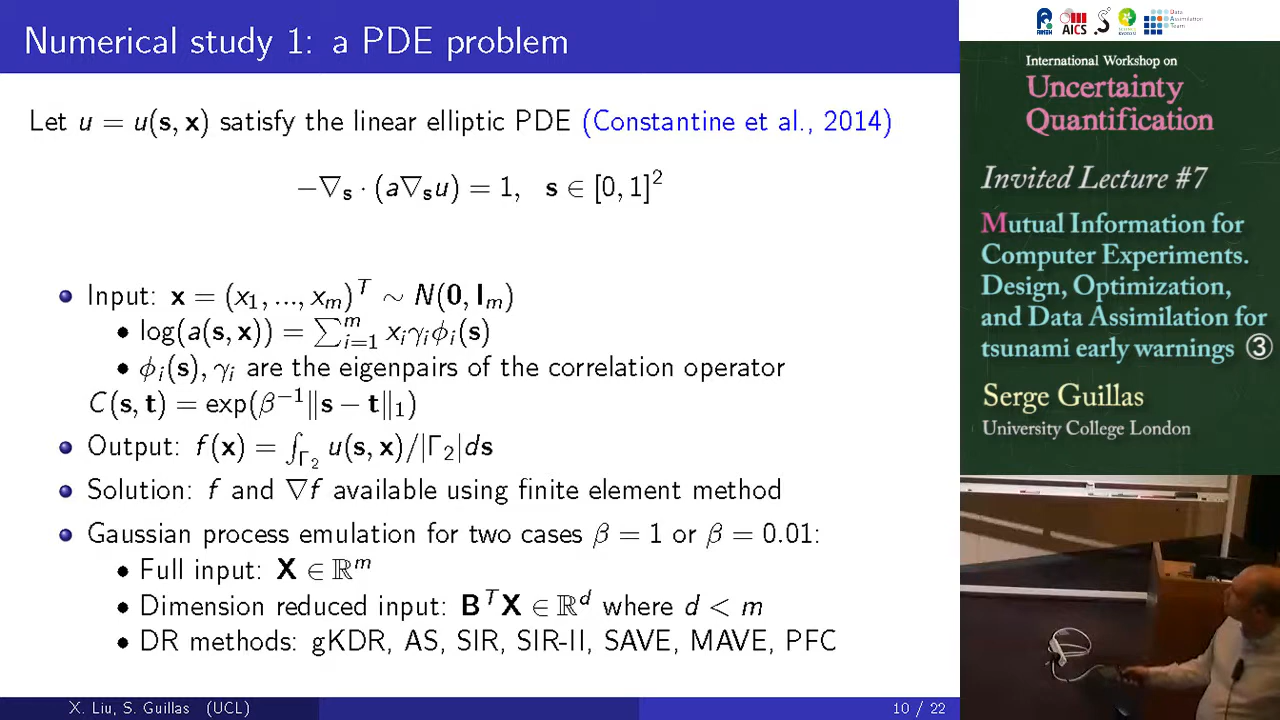 Numerical study 1: a PDE problem
Let u = u(s, x) satisfy the linear elliptic PDE (Constantine et al., 2014)
−∇ₛ · (a∇ₛu) = 1, s ∈ [0, 1]²
Input: x = (x₁, ..., xₘ)ᵀ ∼ N(0, Iₘ)
log(a(s, x)) = ∑ᵢ₌₁ᵐ xᵢγᵢϕᵢ(s)
ϕᵢ(s), γᵢ are the eigenpairs of the correlation operator
C(s, t) = exp(β⁻¹‖s − t‖₁)
Output: f(x) = ∫_Γ₂ u(s, x)/|Γ₂|ds
Solution: f and ∇f available using finite element method
Gaussian process emulation for two cases β = 1 or β = 0.01:
Full input: X ∈ ℝᵐ
Dimension reduced input: BᵀX ∈ ℝᵈ where d < m
DR methods: gKDR, AS, SIR, SIR-II, SAVE, MAVE, PFC
X. Liu, S. Guillas (UCL)
10 / 22
AICS
Data
Assimilation
Team
International Workshop on
Uncertainty
Quantification
Invited Lecture #7
Mutual Information for
Computer Experiments.
Design, Optimization,
and Data Assimilation for
tsunami early warnings ③
Serge Guillas
University College London